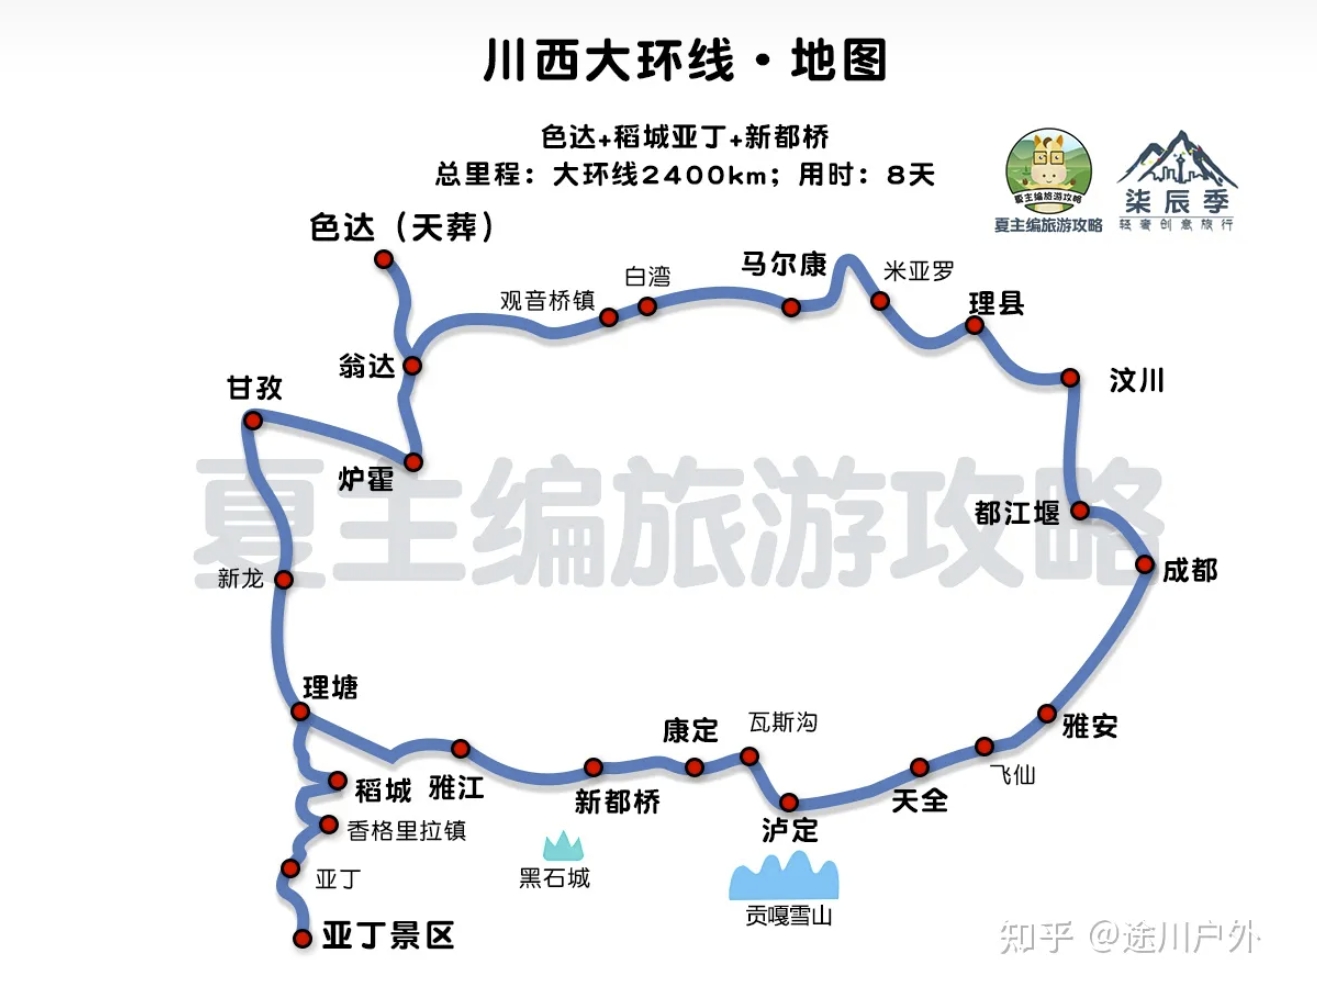 川西大环线·地图
色达+稻城亚丁+新都桥
总里程：大环线2400km；用时：8天
夏主编旅游攻略
夏主编旅游攻略
柒辰季
轻奢创意旅行
色达（天葬）
马尔康
米亚罗
白湾
观音桥镇
理县
翁达
汶川
甘孜
炉霍
夏主编旅游攻略
都江堰
成都
新龙
理塘
康定
瓦斯沟
雅安
飞仙
稻城
雅江
新都桥
天全
泸定
香格里拉镇
黑石城
亚丁
贡嘎雪山
亚丁景区
知乎 @途川户外